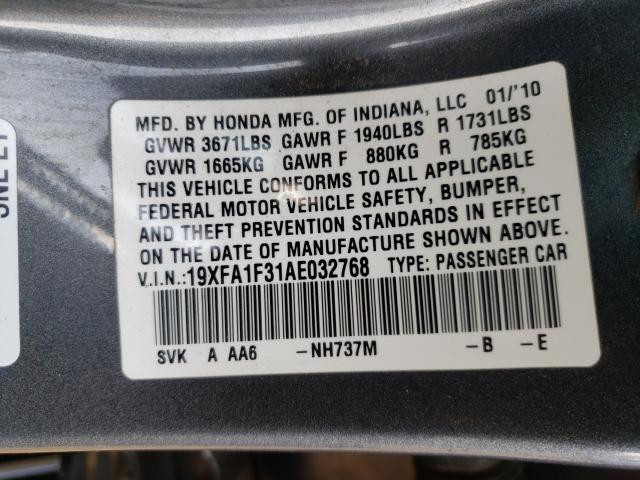 MFD. BY HONDA MFG. OF INDIANA, LLC 01/'10
GVWR 3671LBS GAWR F 1940LBS R 1731LBS
GVWR 1665KG GAWR F 880KG R 785KG
THIS VEHICLE CONFORMS TO ALL APPLICABLE
FEDERAL MOTOR VEHICLE SAFETY, BUMPER,
AND THEFT PREVENTION STANDARDS IN EFFECT
ON THE DATE OF MANUFACTURE SHOWN ABOVE.
V.I.N.:19XFA1F31AE032768 TYPE: PASSENGER CAR
SVK A AA6 -NH737M -B -E